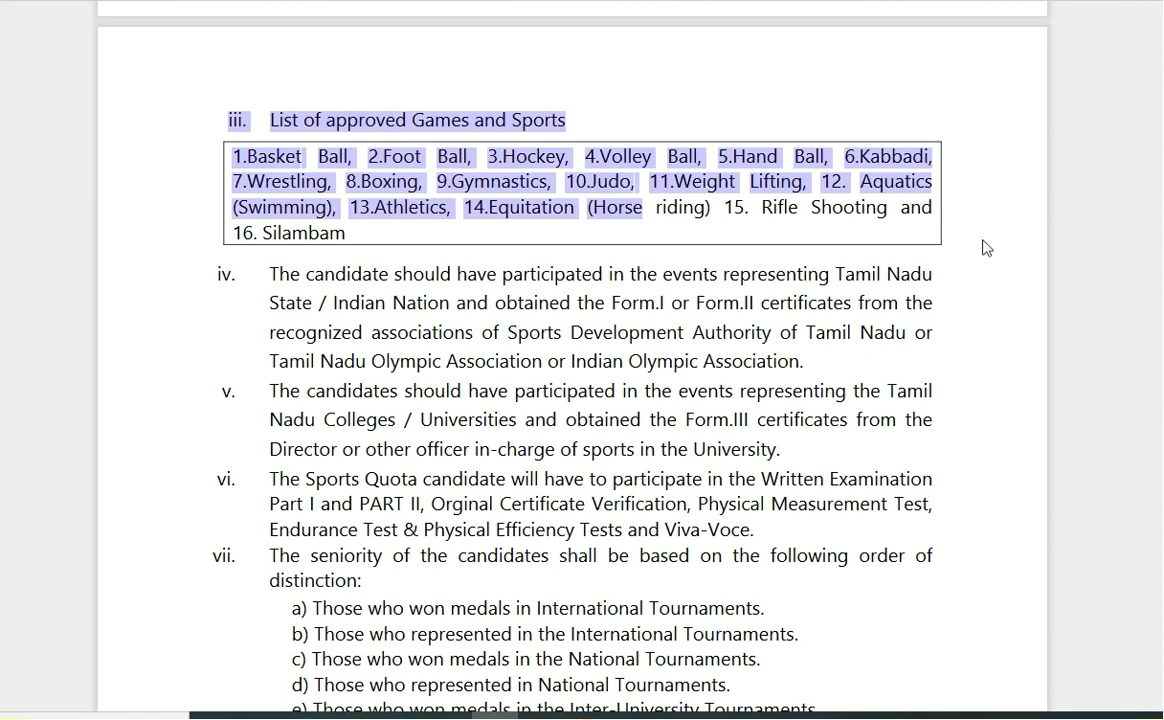 iii. List of approved Games and Sports
1.Basket Ball, 2.Foot Ball, 3.Hockey, 4.Volley Ball, 5.Hand Ball, 6.Kabbadi,
7.Wrestling, 8.Boxing, 9.Gymnastics, 10.Judo, 11.Weight Lifting, 12. Aquatics
(Swimming), 13.Athletics, 14.Equitation (Horse riding) 15. Rifle Shooting and
16. Silambam
iv. The candidate should have participated in the events representing Tamil Nadu
State / Indian Nation and obtained the Form.I or Form.II certificates from the
recognized associations of Sports Development Authority of Tamil Nadu or
Tamil Nadu Olympic Association or Indian Olympic Association.
v. The candidates should have participated in the events representing the Tamil
Nadu Colleges / Universities and obtained the Form.III certificates from the
Director or other officer in-charge of sports in the University.
vi. The Sports Quota candidate will have to participate in the Written Examination
Part I and PART II, Orginal Certificate Verification, Physical Measurement Test,
Endurance Test & Physical Efficiency Tests and Viva-Voce.
vii. The seniority of the candidates shall be based on the following order of
distinction:
a) Those who won medals in International Tournaments.
b) Those who represented in the International Tournaments.
c) Those who won medals in the National Tournaments.
d) Those who represented in National Tournaments.
e) Those who won medals in the Inter-University Tournaments